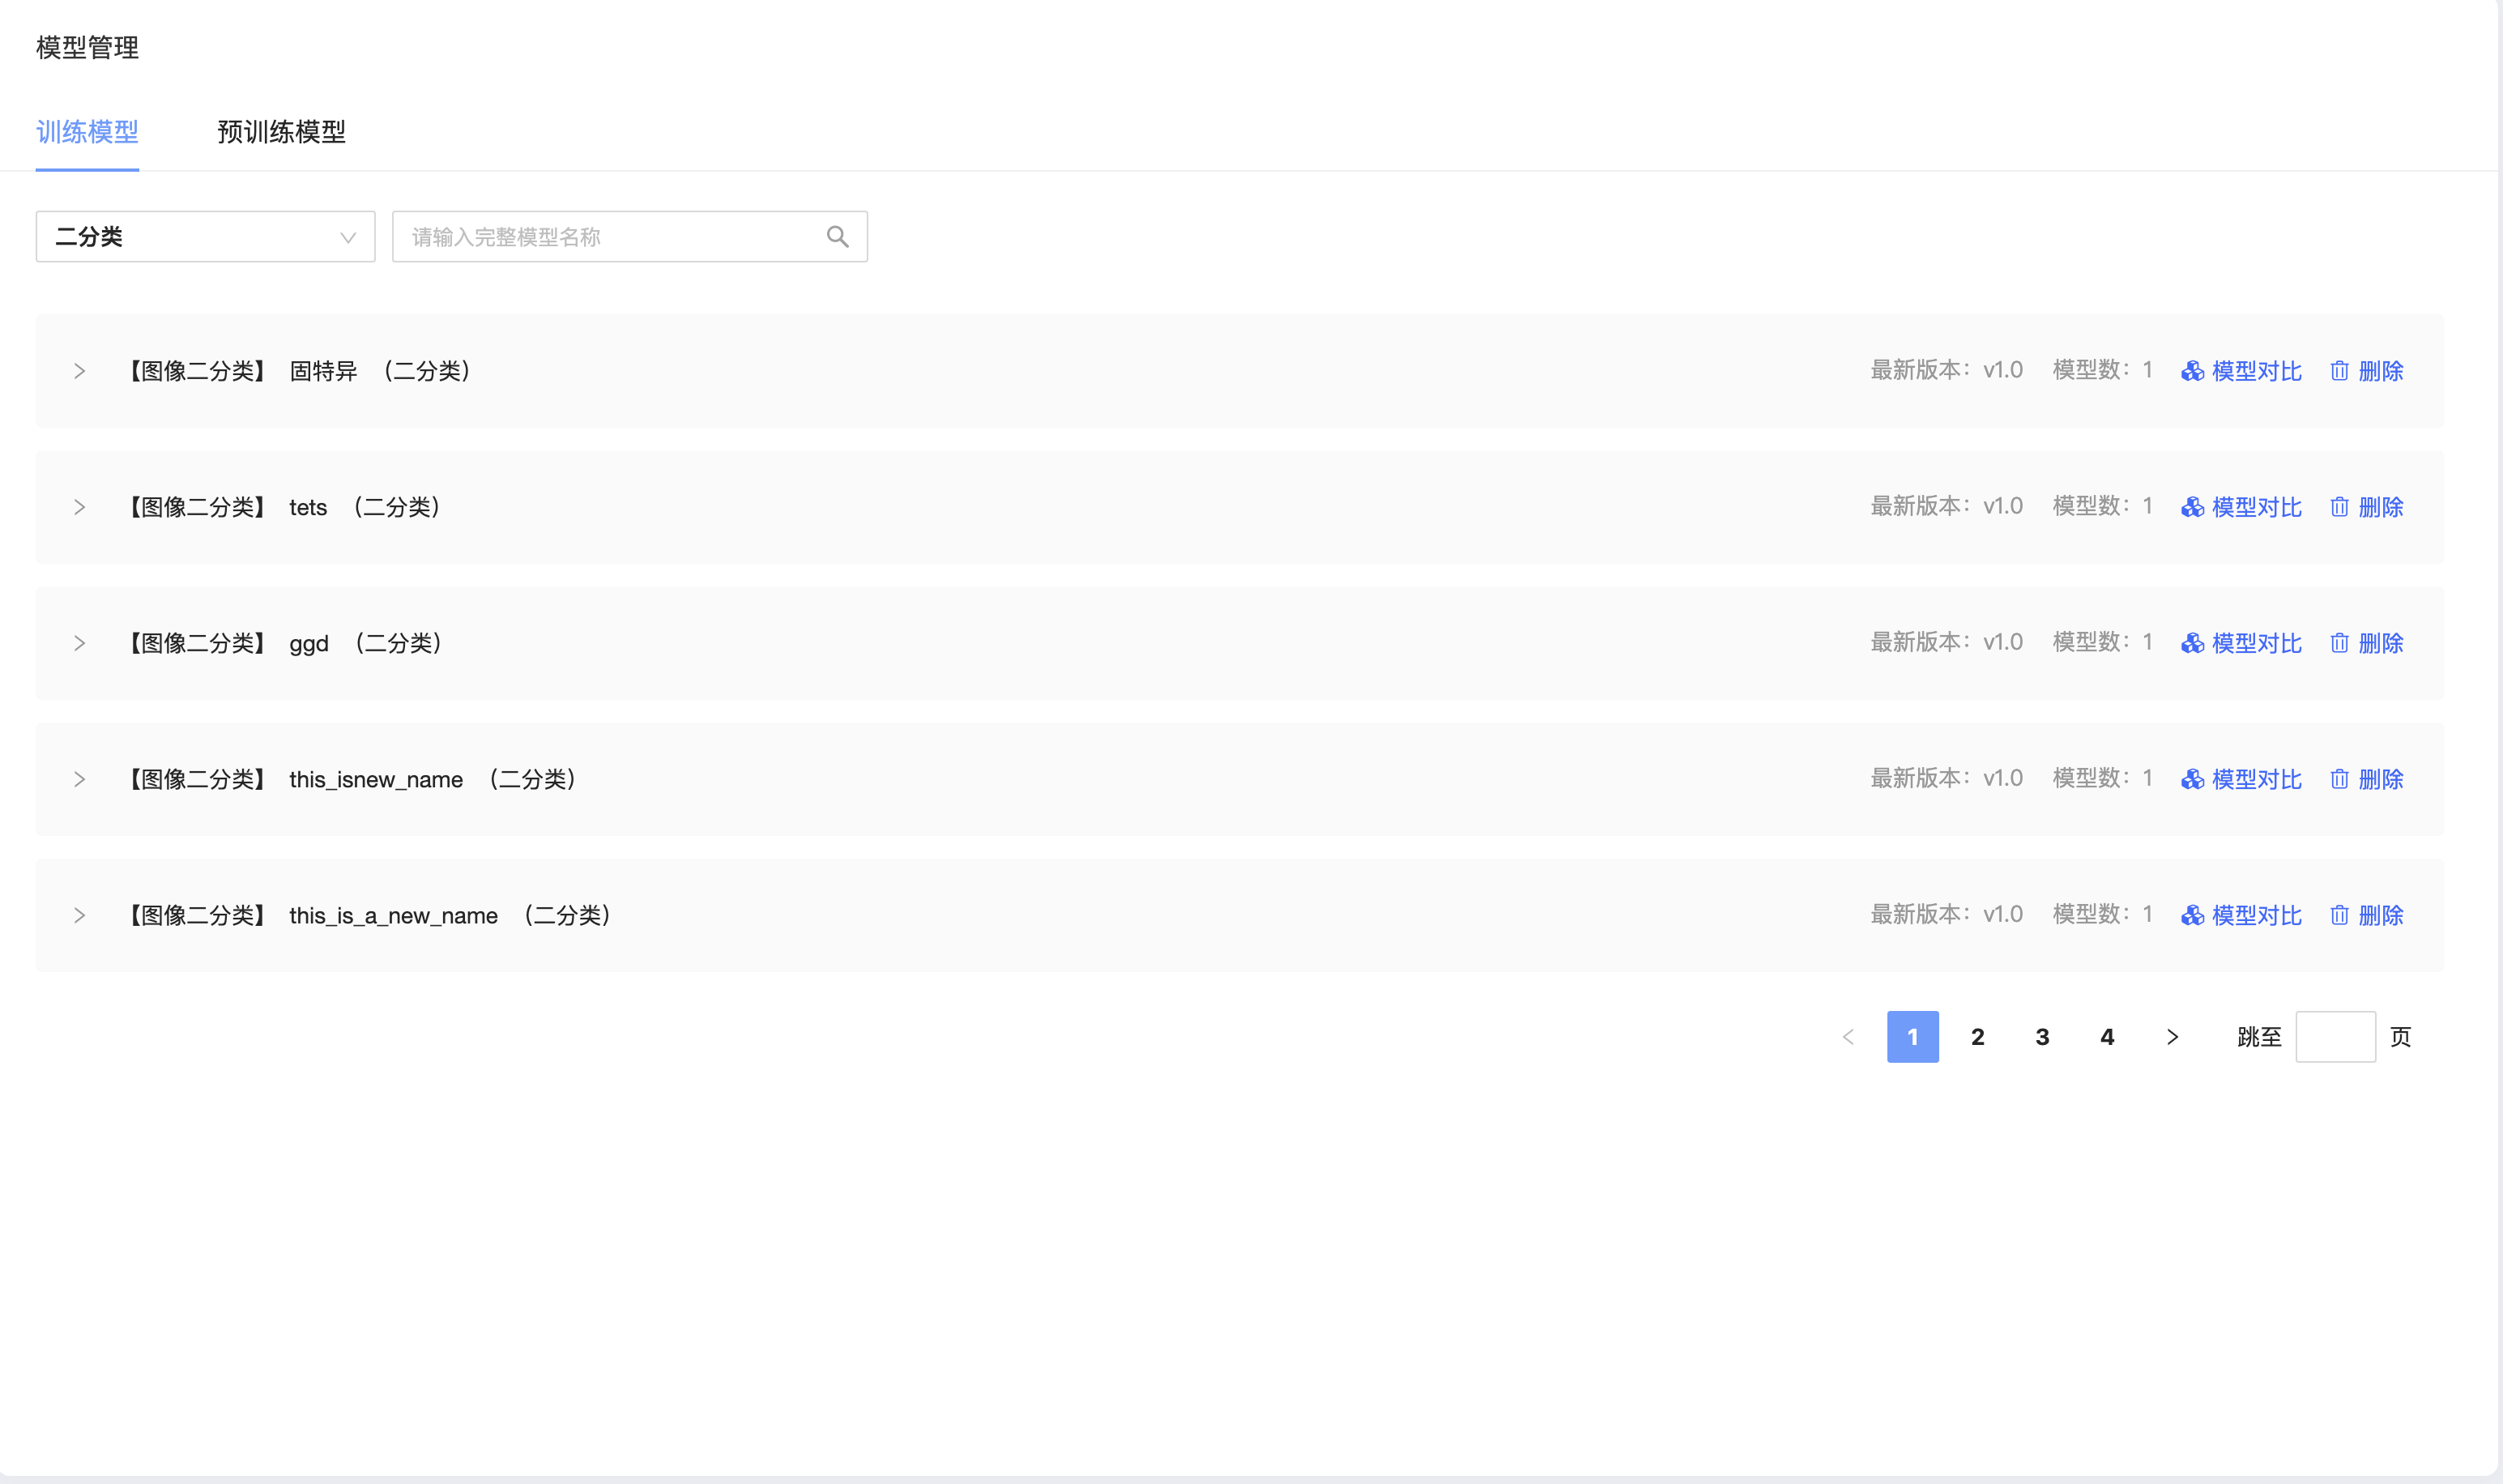 模型管理
训练模型 预训练模型
二分类 请输入完整模型名称
【图像二分类】 固特异 （二分类） 最新版本：v1.0 模型数：1 模型对比 删除
【图像二分类】 tets （二分类） 最新版本：v1.0 模型数：1 模型对比 删除
【图像二分类】 ggd （二分类） 最新版本：v1.0 模型数：1 模型对比 删除
【图像二分类】 this_isnew_name （二分类） 最新版本：v1.0 模型数：1 模型对比 删除
【图像二分类】 this_is_a_new_name （二分类） 最新版本：v1.0 模型数：1 模型对比 删除
< 1 2 3 4 > 跳至 页